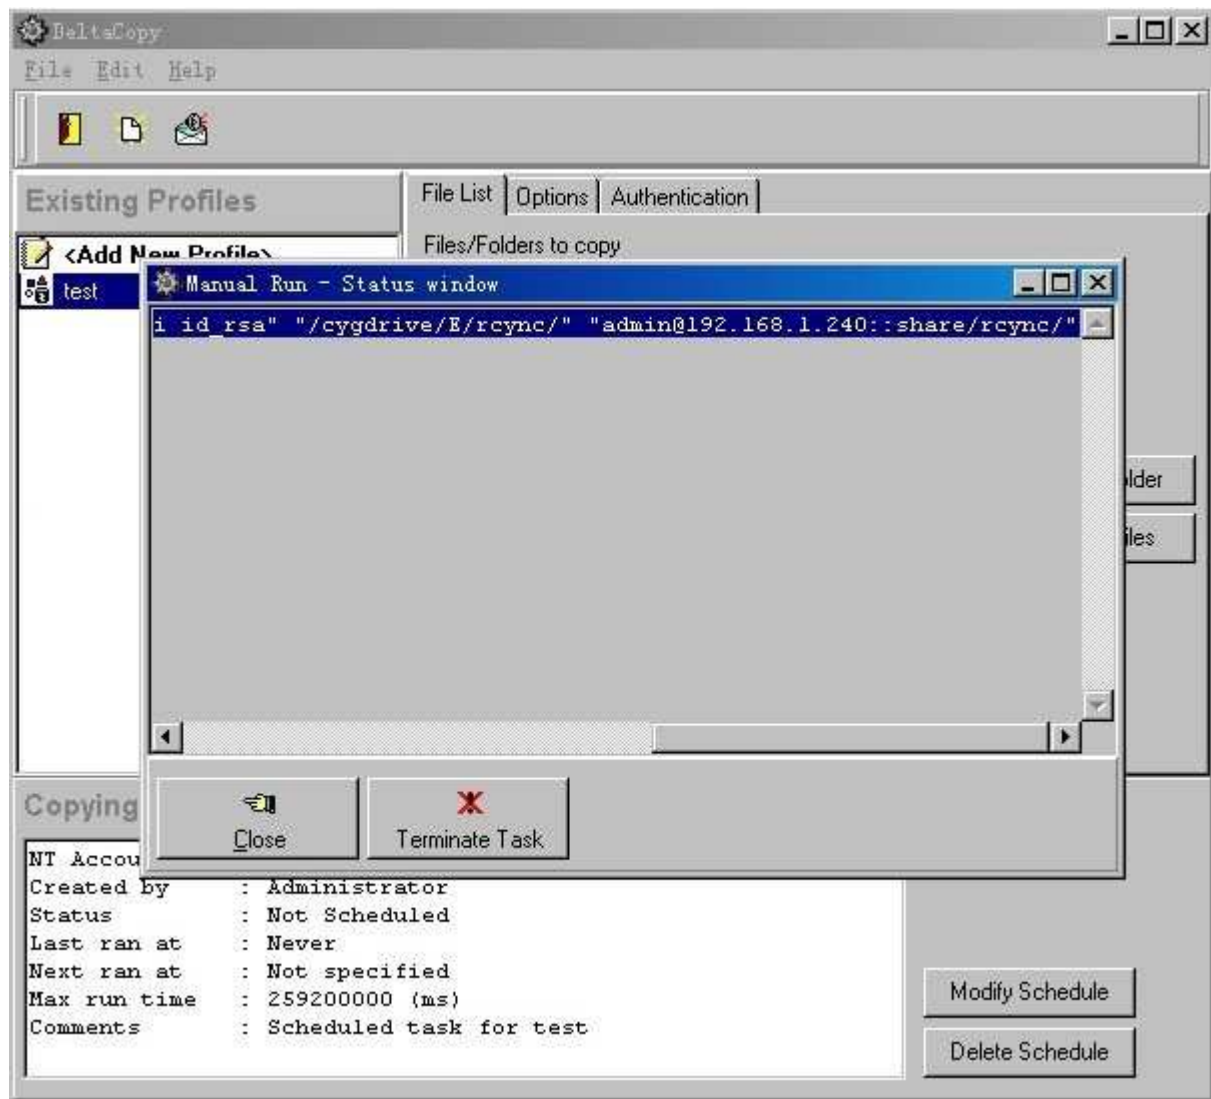 DeltaCopy
File Edit Help
Existing Profiles
File List Options Authentication
<Add New Profile>
Files/Folders to copy
test
Manual Run - Status window
i id_rsa" "/cygdrive/E/rcync/" "admin@192.168.1.240::share/rcync/"
lder
iles
Copying
Close
Terminate Task
NT Accou
Created by : Administrator
Status : Not Scheduled
Last ran at : Never
Next ran at : Not specified
Max run time : 259200000 (ms)
Comments : Scheduled task for test
Modify Schedule
Delete Schedule